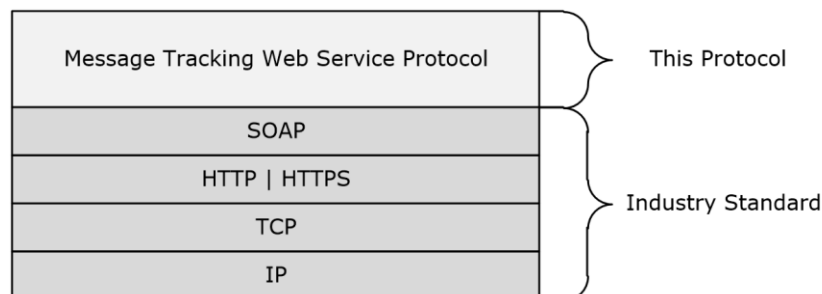 Message Tracking Web Service Protocol
This Protocol
SOAP
HTTP | HTTPS
Industry Standard
TCP
IP